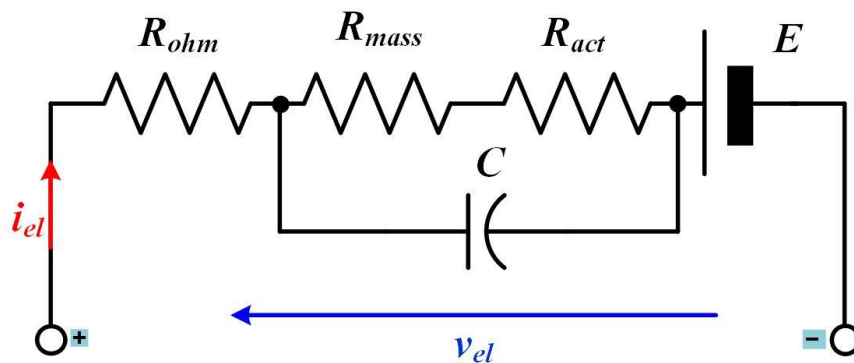 R_ohm R_mass R_act E
C
i_el
+ v_el −